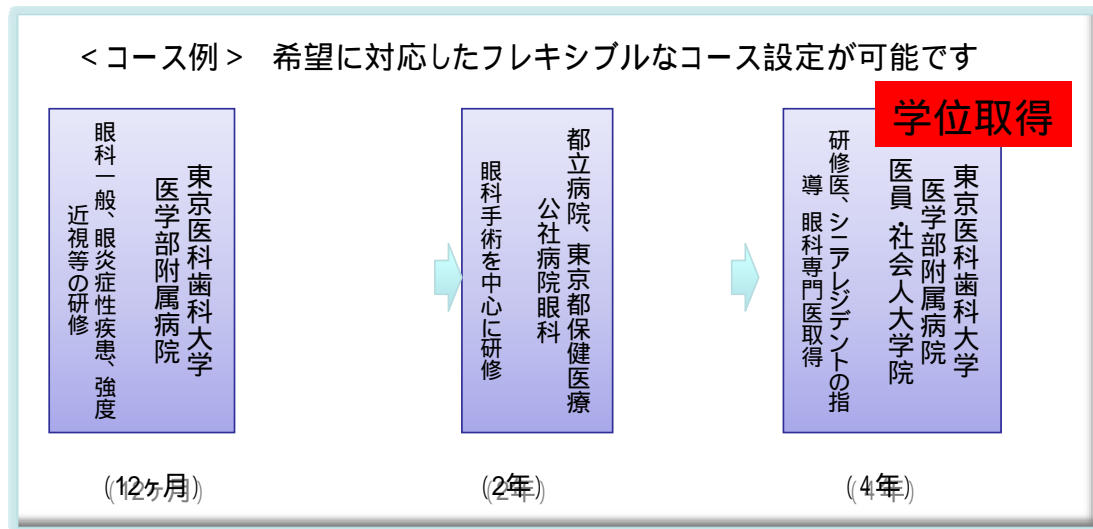 <コース例> 希望に対応したフレキシブルなコース設定が可能です
東京医科歯科大学
医学部附属病院
眼科一般、眼炎症性疾患、強度
近視等の研修
(12ヶ月)
都立病院、東京都保健医療
公社病院眼科
眼科手術を中心に研修
(2年)
学位取得
東京医科歯科大学
医学部附属病院
医員・社会人大学院
研修医、シニアレジデントの指
導 眼科専門医取得
(4年)